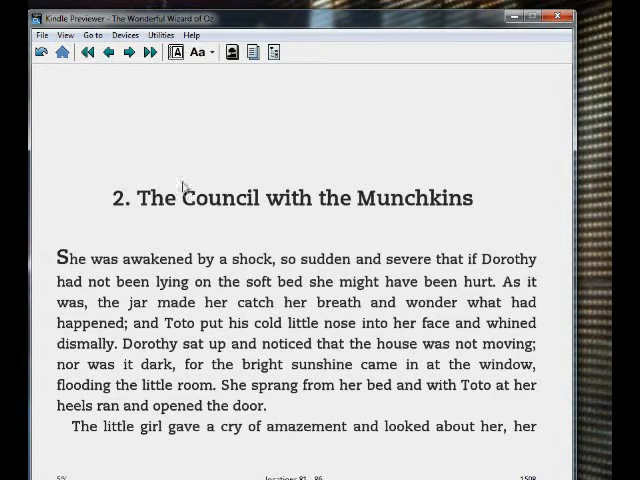 Kindle Previewer - The Wonderful Wizard of Oz
File View Go to Devices Utilities Help
A Aa
2. The Council with the Munchkins
She was awakened by a shock, so sudden and severe that if Dorothy
had not been lying on the soft bed she might have been hurt. As it
was, the jar made her catch her breath and wonder what had
happened; and Toto put his cold little nose into her face and whined
dismally. Dorothy sat up and noticed that the house was not moving;
nor was it dark, for the bright sunshine came in at the window,
flooding the little room. She sprang from her bed and with Toto at her
heels ran and opened the door.
The little girl gave a cry of amazement and looked about her, her
5% locations 81 - 86 1508